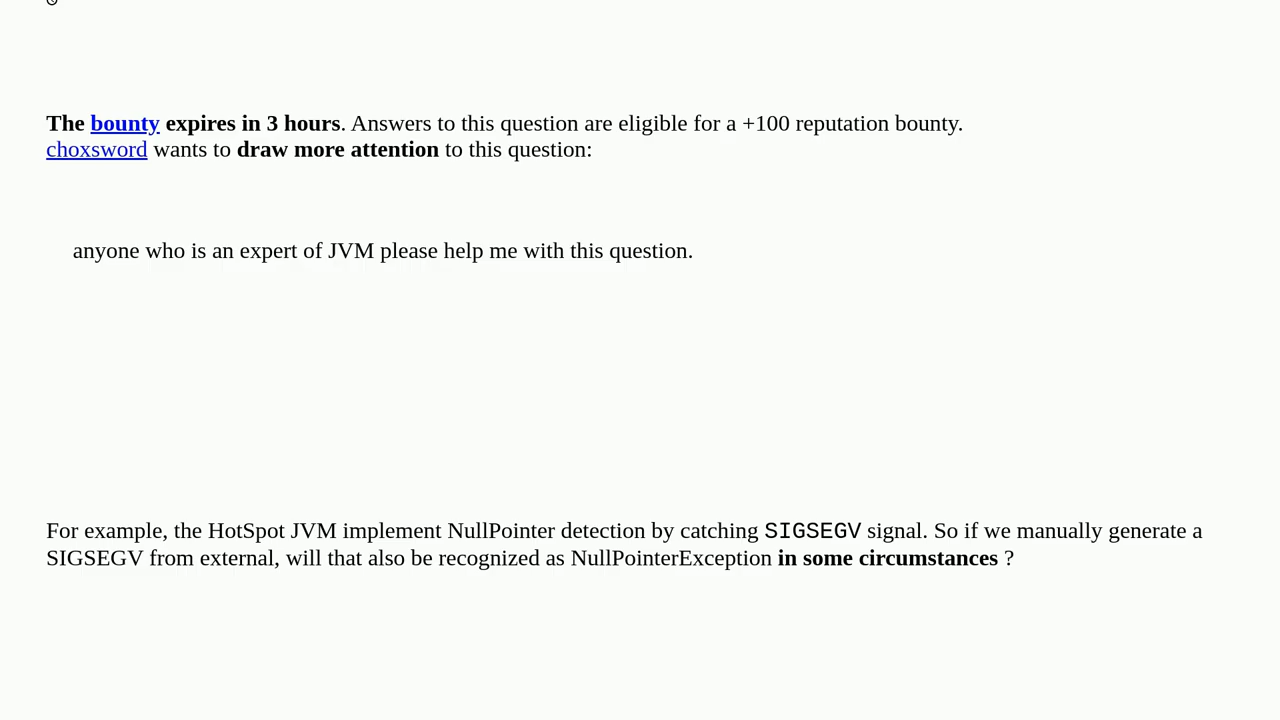 The bounty expires in 3 hours. Answers to this question are eligible for a +100 reputation bounty.
choxsword wants to draw more attention to this question:
anyone who is an expert of JVM please help me with this question.
For example, the HotSpot JVM implement NullPointer detection by catching SIGSEGV signal. So if we manually generate a
SIGSEGV from external, will that also be recognized as NullPointerException in some circumstances ?